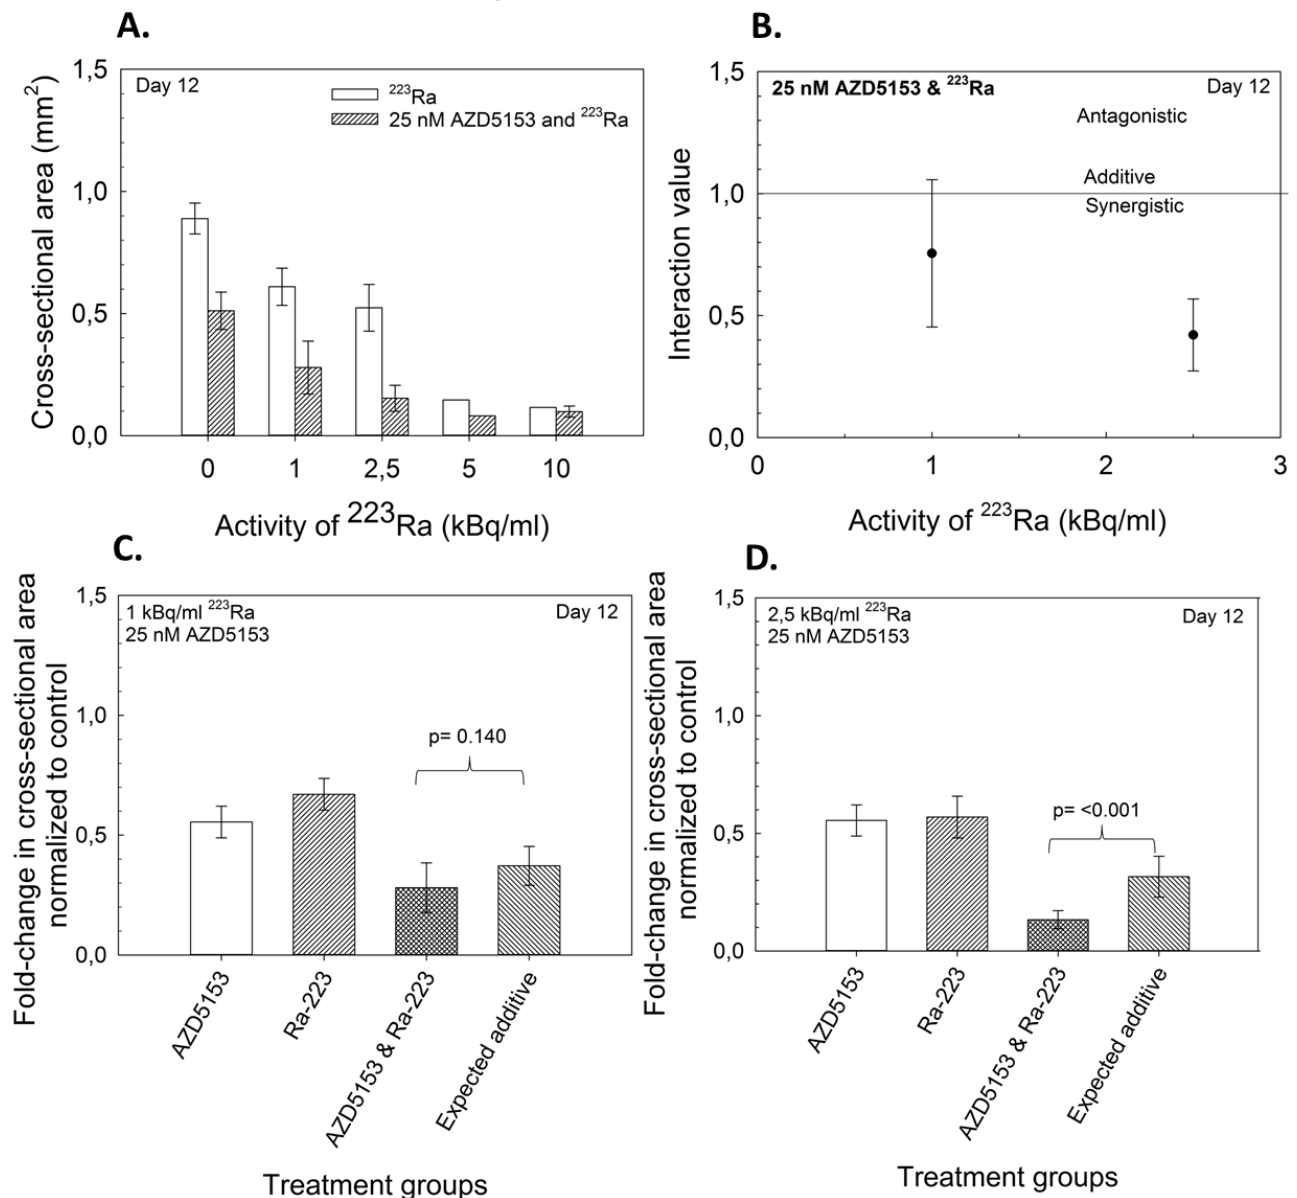 A.
Cross-sectional area (mm²)
1,5
1,0
0,5
0,0
Day 12
²²³Ra
25 nM AZD5153 and ²²³Ra
0 1 2,5 5 10
Activity of ²²³Ra (kBq/ml)
B.
Interaction value
1,5
1,0
0,5
0,0
25 nM AZD5153 & ²²³Ra
Day 12
Antagonistic
Additive
Synergistic
0 1 2 3
Activity of ²²³Ra (kBq/ml)
C.
Fold-change in cross-sectional area
normalized to control
1,5
1,0
0,5
0,0
1 kBq/ml ²²³Ra
25 nM AZD5153
Day 12
p= 0.140
AZD5153
Ra-223
AZD5153 & Ra-223
Expected additive
Treatment groups
D.
Fold-change in cross-sectional area
normalized to control
1,5
1,0
0,5
0,0
2,5 kBq/ml ²²³Ra
25 nM AZD5153
Day 12
p= <0.001
AZD5153
Ra-223
AZD5153 & Ra-223
Expected additive
Treatment groups